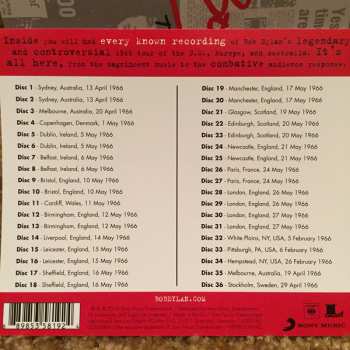 Inside you will find every known recording of Bob Dylan's legendary
and controversial 1966 tour of the U.S., Europe, and Australia. It's
all here, from the magnificent music to the combative audience response.
Disc 1 - Sydney, Australia, 13 April 1966
Disc 2 - Sydney, Australia, 13 April 1966
Disc 3 - Melbourne, Australia, 20 April 1966
Disc 4 - Copenhagen, Denmark, 1 May 1966
Disc 5 - Dublin, Ireland, 5 May 1966
Disc 6 - Dublin, Ireland, 5 May 1966
Disc 7 - Belfast, Ireland, 6 May 1966
Disc 8 - Belfast, Ireland, 6 May 1966
Disc 9 - Bristol, England, 10 May 1966
Disc 10 - Bristol, England, 10 May 1966
Disc 11 - Cardiff, Wales, 11 May 1966
Disc 12 - Birmingham, England, 12 May 1966
Disc 13 - Birmingham, England, 12 May 1966
Disc 14 - Liverpool, England, 14 May 1966
Disc 15 - Leicester, England, 15 May 1966
Disc 16 - Leicester, England, 15 May 1966
Disc 17 - Sheffield, England, 16 May 1966
Disc 18 - Sheffield, England, 16 May 1966
Disc 19 - Manchester, England, 17 May 1966
Disc 20 - Manchester, England, 17 May 1966
Disc 21 - Glasgow, Scotland, 19 May 1966
Disc 22 - Edinburgh, Scotland, 20 May 1966
Disc 23 - Edinburgh, Scotland, 20 May 1966
Disc 24 - Newcastle, England, 21 May 1966
Disc 25 - Newcastle, England, 21 May 1966
Disc 26 - Paris, France, 24 May 1966
Disc 27 - Paris, France, 24 May 1966
Disc 28 - London, England, 26 May 1966
Disc 29 - London, England, 26 May 1966
Disc 30 - London, England, 27 May 1966
Disc 31 - London, England, 27 May 1966
Disc 32 - White Plains, NY, USA, 5 February 1966
Disc 33 - Pittsburgh, PA, USA, 6 February 1966
Disc 34 - Hempstead, NY, USA, 26 February 1966
Disc 35 - Melbourne, Australia, 19 April 1966
Disc 36 - Stockholm, Sweden, 29 April 1966
BOBDYLAN.COM
89853 58192
SONY MUSIC